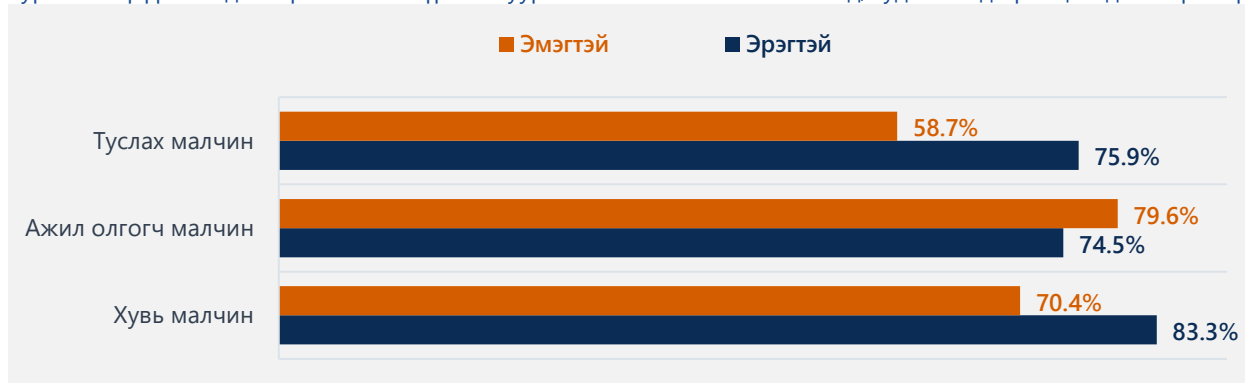 Эмэгтэй Эрэгтэй
Туслах малчин 58.7%
75.9%
Ажил олгогч малчин 79.6%
74.5%
Хувь малчин 70.4%
83.3%